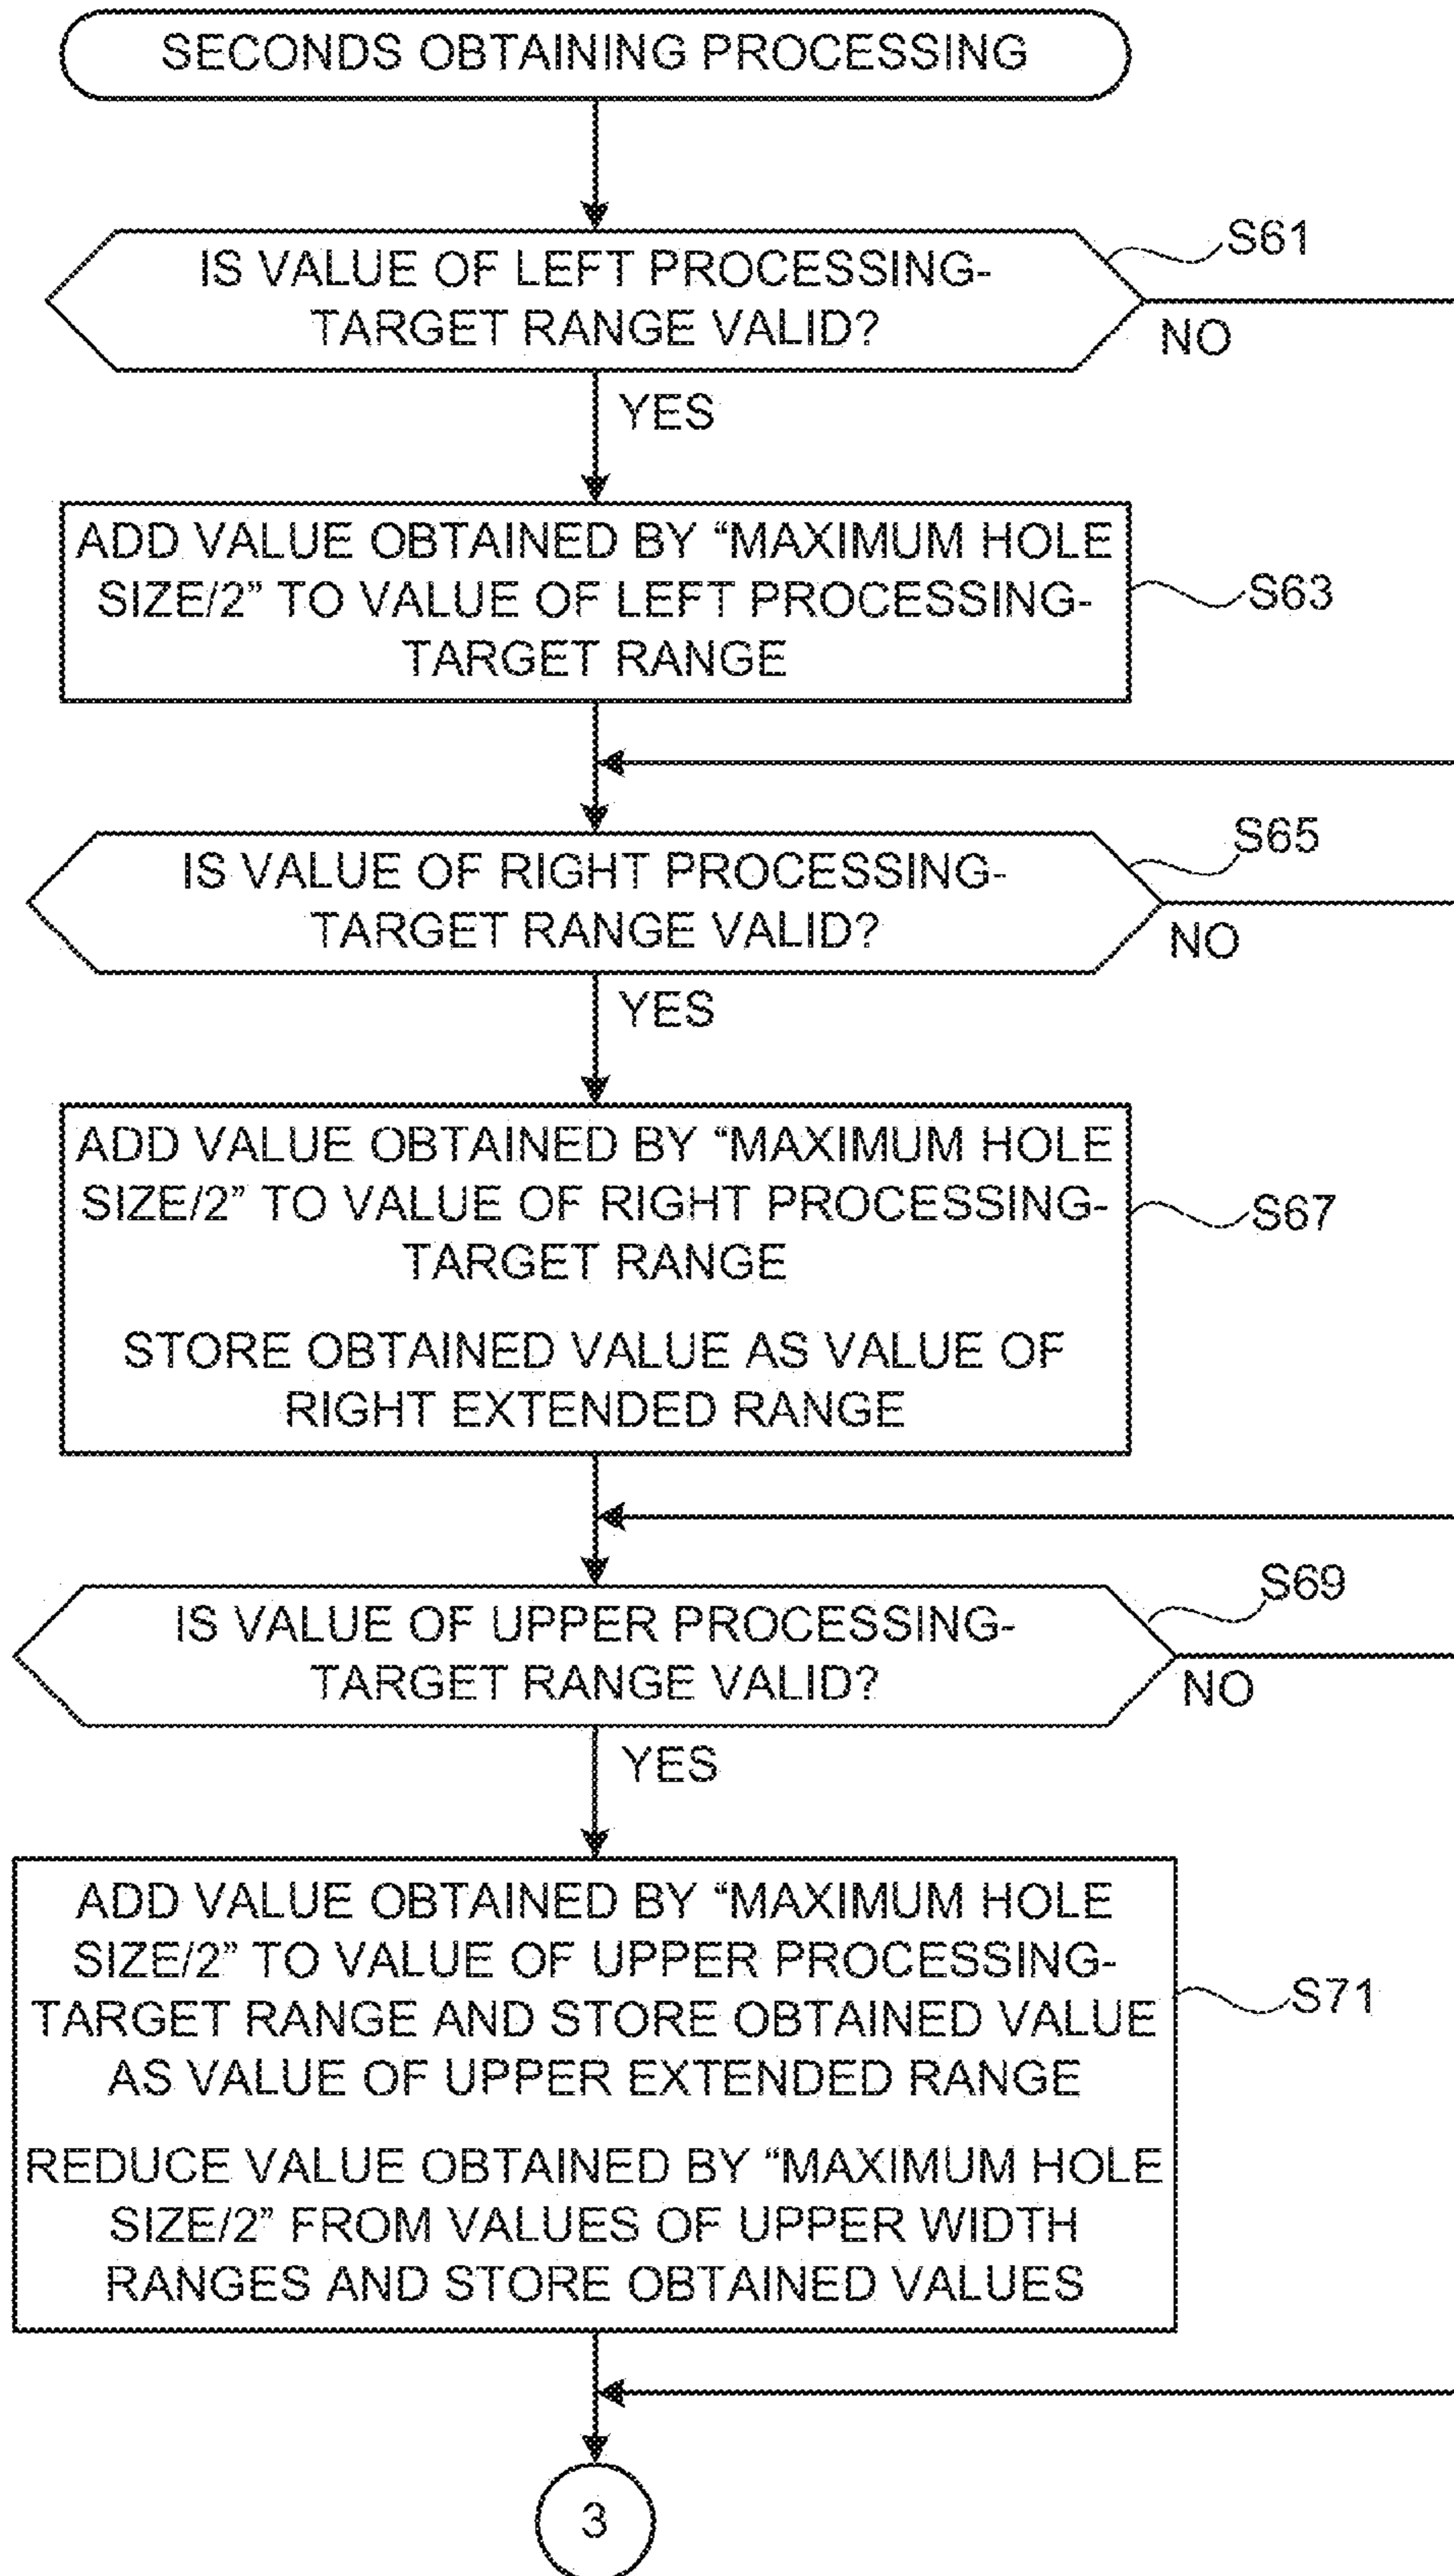 SECONDS OBTAINING PROCESSING
IS VALUE OF LEFT PROCESSING-
TARGET RANGE VALID?
S61
NO
YES
ADD VALUE OBTAINED BY “MAXIMUM HOLE
SIZE/2” TO VALUE OF LEFT PROCESSING-
TARGET RANGE
S63
IS VALUE OF RIGHT PROCESSING-
TARGET RANGE VALID?
S65
NO
YES
ADD VALUE OBTAINED BY “MAXIMUM HOLE
SIZE/2” TO VALUE OF RIGHT PROCESSING-
TARGET RANGE
STORE OBTAINED VALUE AS VALUE OF
RIGHT EXTENDED RANGE
S67
IS VALUE OF UPPER PROCESSING-
TARGET RANGE VALID?
S69
NO
YES
ADD VALUE OBTAINED BY “MAXIMUM HOLE
SIZE/2” TO VALUE OF UPPER PROCESSING-
TARGET RANGE AND STORE OBTAINED VALUE
AS VALUE OF UPPER EXTENDED RANGE
REDUCE VALUE OBTAINED BY “MAXIMUM HOLE
SIZE/2” FROM VALUES OF UPPER WIDTH
RANGES AND STORE OBTAINED VALUES
S71
3